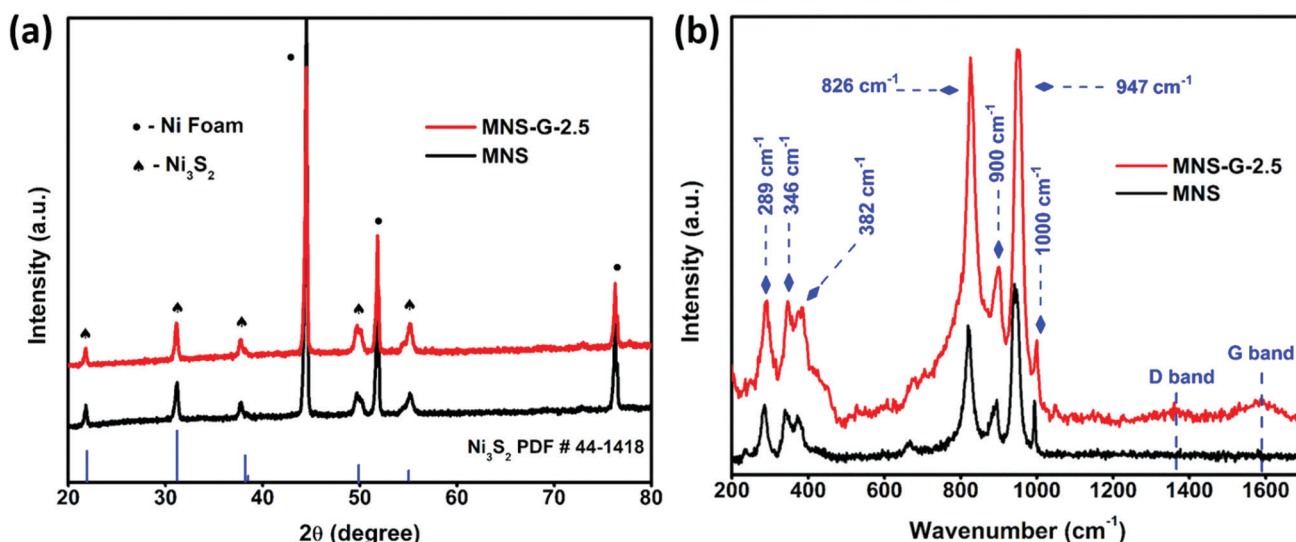 (a)
Intensity (a.u.)
● - Ni Foam
♠ - Ni₃S₂
MNS-G-2.5
MNS
Ni₃S₂ PDF # 44-1418
20 30 40 50 60 70 80
2θ (degree)
(b)
Intensity (a.u.)
826 cm⁻¹
947 cm⁻¹
289 cm⁻¹
346 cm⁻¹
382 cm⁻¹
900 cm⁻¹
1000 cm⁻¹
MNS-G-2.5
MNS
D band
G band
200 400 600 800 1000 1200 1400 1600
Wavenumber (cm⁻¹)